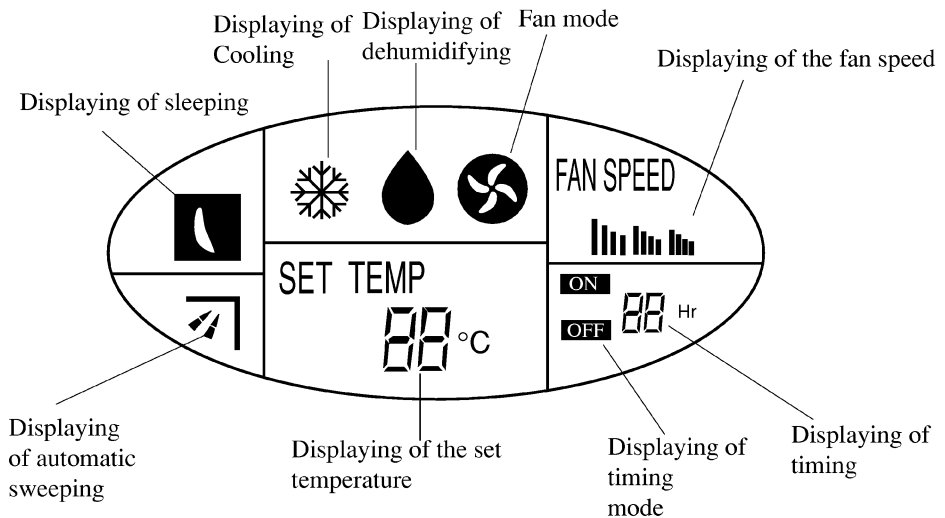 Displaying of
Cooling
Displaying of
dehumidifying
Fan mode
Displaying of the fan speed
Displaying of sleeping
FAN SPEED
SET TEMP
88 °C
ON
OFF
88 Hr
Displaying
of automatic
sweeping
Displaying of the set
temperature
Displaying of
timing
mode
Displaying of
timing